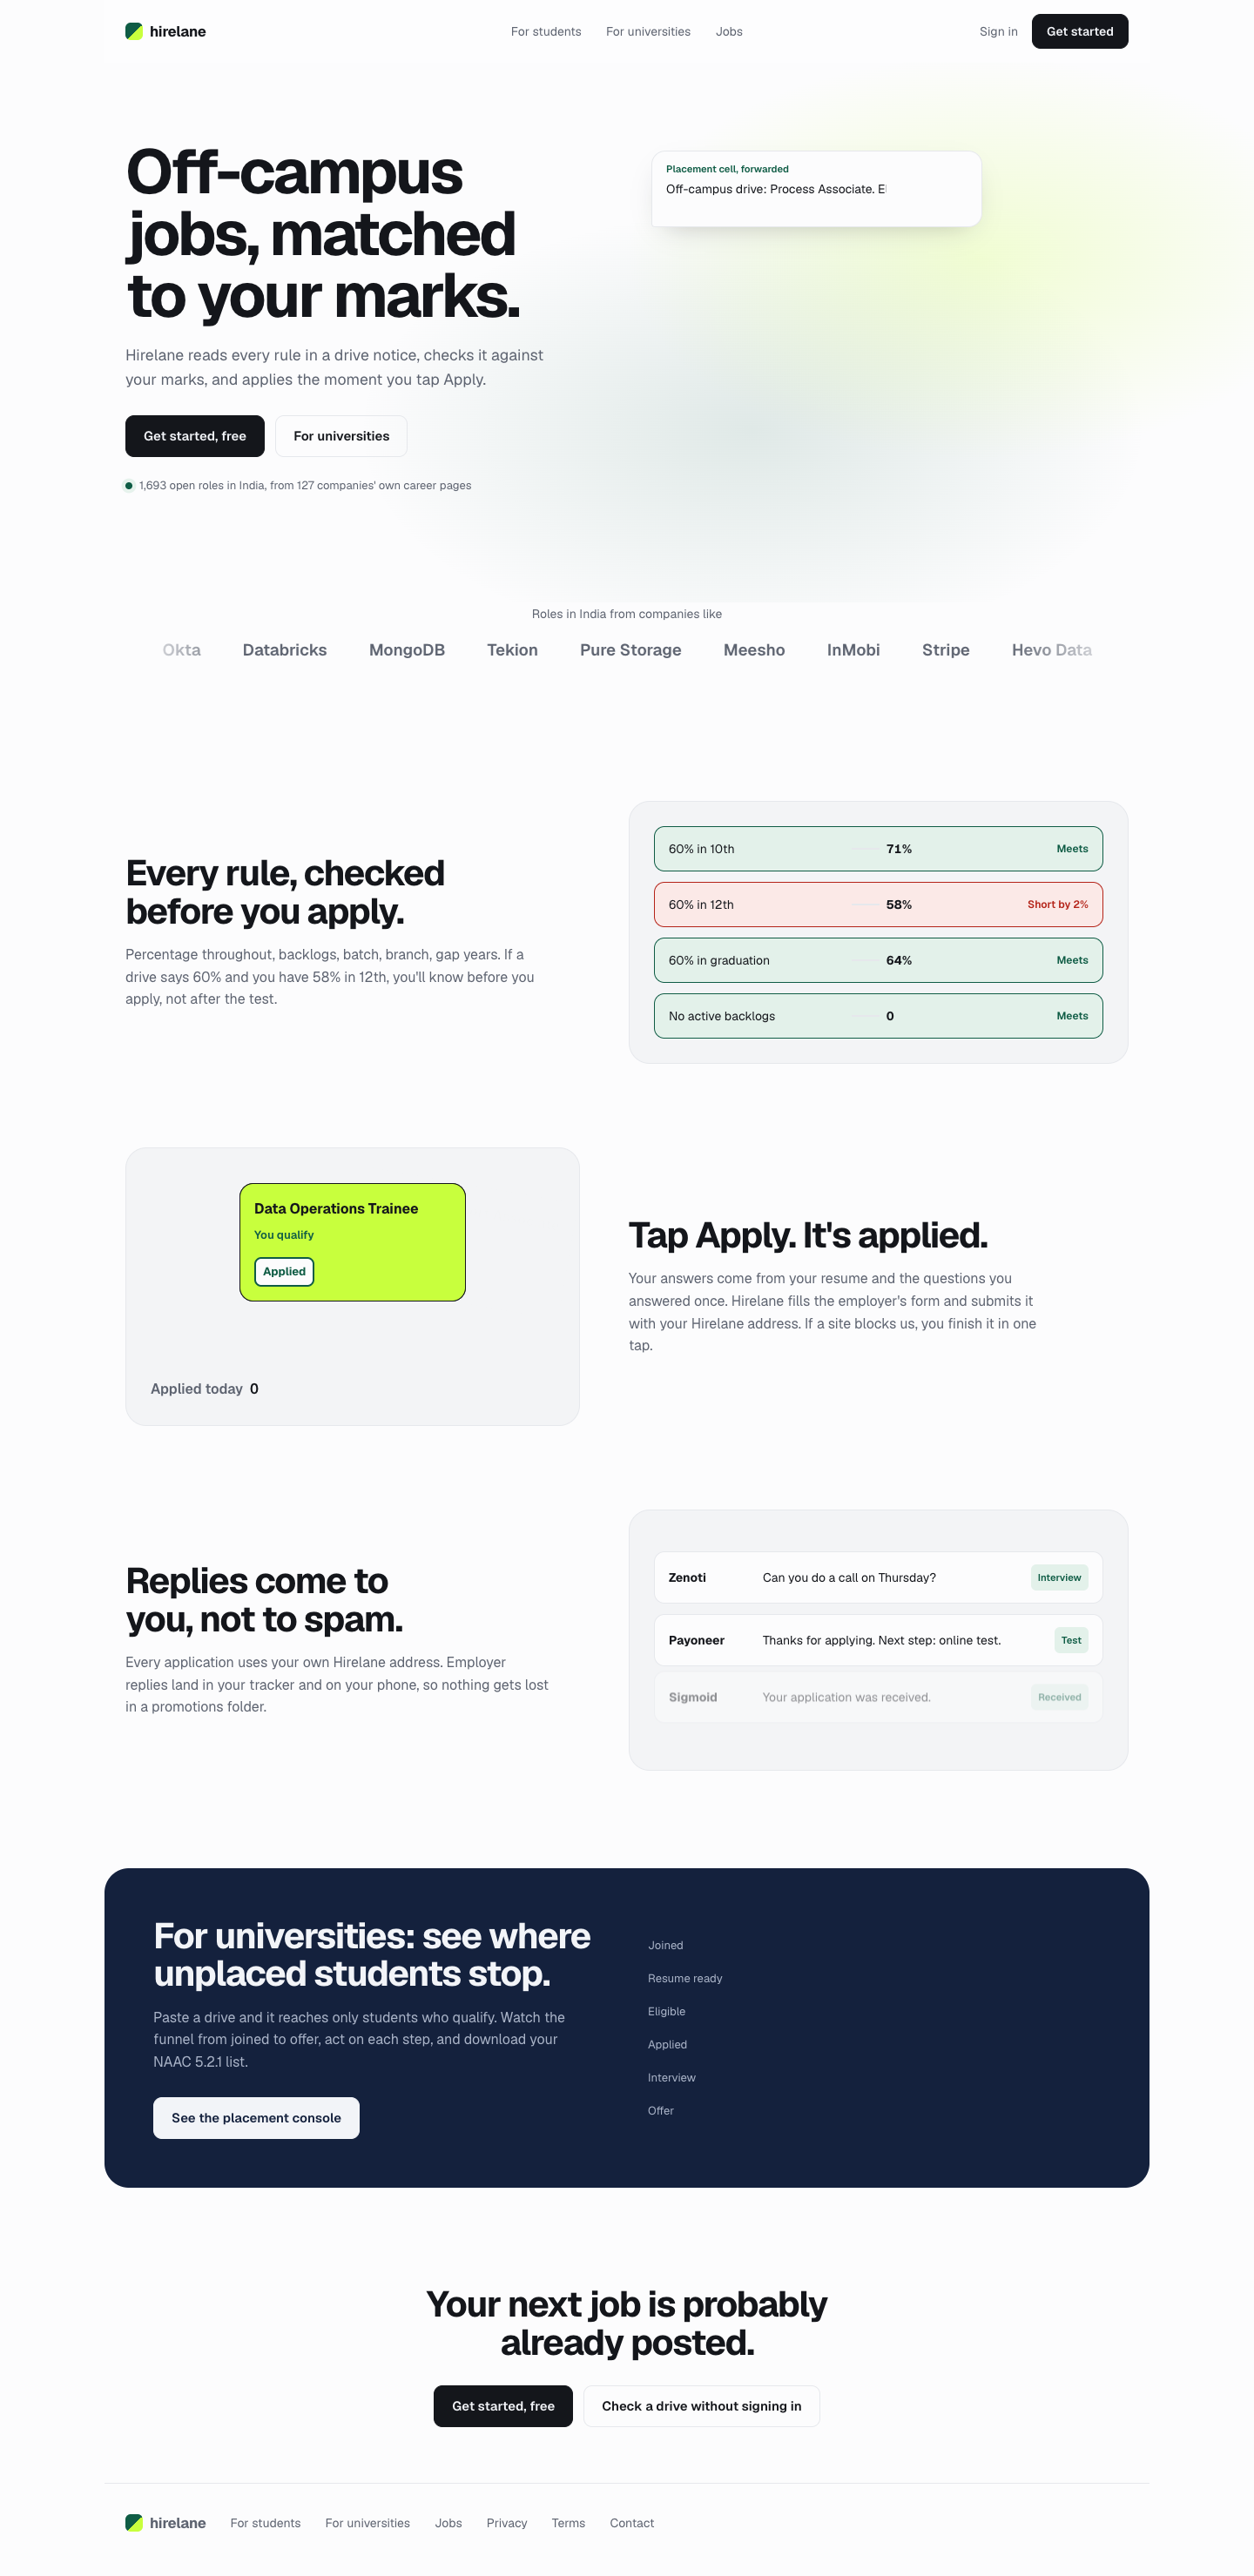 hirelane
For students
For universities
Jobs
Sign in
Get started
Off-campus
jobs, matched
to your marks.
Hirelane reads every rule in a drive notice, checks it against
your marks, and applies the moment you tap Apply.
Get started, free
For universities
1,693 open roles in India, from 127 companies' own career pages
Placement cell, forwarded
Off-campus drive: Process Associate. El
Roles in India from companies like
Okta Databricks MongoDB Tekion Pure Storage Meesho InMobi Stripe Hevo Data
Every rule, checked
before you apply.
Percentage throughout, backlogs, batch, branch, gap years. If a
drive says 60% and you have 58% in 12th, you'll know before you
apply, not after the test.
60% in 10th 71% Meets
60% in 12th 58% Short by 2%
60% in graduation 64% Meets
No active backlogs 0 Meets
Data Operations Trainee
You qualify
Applied
Applied today 0
Tap Apply. It's applied.
Your answers come from your resume and the questions you
answered once. Hirelane fills the employer's form and submits it
with your Hirelane address. If a site blocks us, you finish it in one
tap.
Replies come to
you, not to spam.
Every application uses your own Hirelane address. Employer
replies land in your tracker and on your phone, so nothing gets lost
in a promotions folder.
Zenoti Can you do a call on Thursday? Interview
Payoneer Thanks for applying. Next step: online test. Test
Sigmoid Your application was received. Received
For universities: see where
unplaced students stop.
Paste a drive and it reaches only students who qualify. Watch the
funnel from joined to offer, act on each step, and download your
NAAC 5.2.1 list.
See the placement console
Joined
Resume ready
Eligible
Applied
Interview
Offer
Your next job is probably
already posted.
Get started, free
Check a drive without signing in
hirelane For students For universities Jobs Privacy Terms Contact